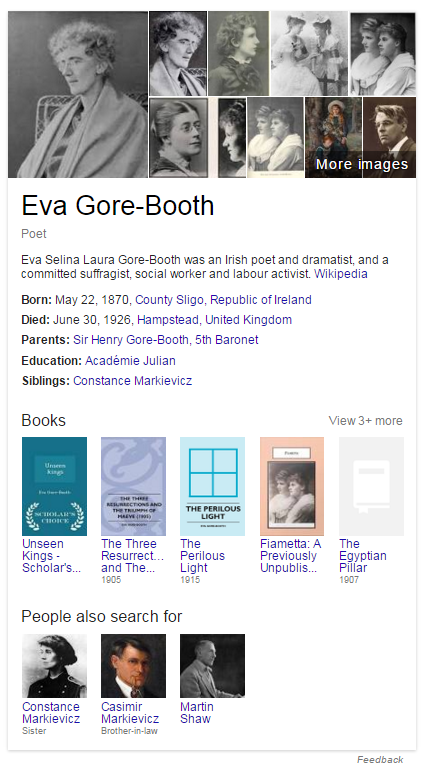 More images
Eva Gore-Booth
Poet
Eva Selina Laura Gore-Booth was an Irish poet and dramatist, and a
committed suffragist, social worker and labour activist. Wikipedia
Born: May 22, 1870, County Sligo, Republic of Ireland
Died: June 30, 1926, Hampstead, United Kingdom
Parents: Sir Henry Gore-Booth, 5th Baronet
Education: Académie Julian
Siblings: Constance Markievicz
Books
View 3+ more
Unseen
Kings
Eva Gore-Booth
SCHOLAR'S
CHOICE
THE THREE
RESURRECTIONS AND
THE TRIUMPH OF
MAEVE (1905)
THE PERILOUS
LIGHT
Fiametta
Unseen
Kings -
Scholar's...
The Three
Resurrect...
and The...
1905
The
Perilous
Light
1915
Fiametta: A
Previously
Unpublis...
The
Egyptian
Pillar
1907
People also search for
Constance
Markievicz
Sister
Casimir
Markievicz
Brother-in-law
Martin
Shaw
Feedback